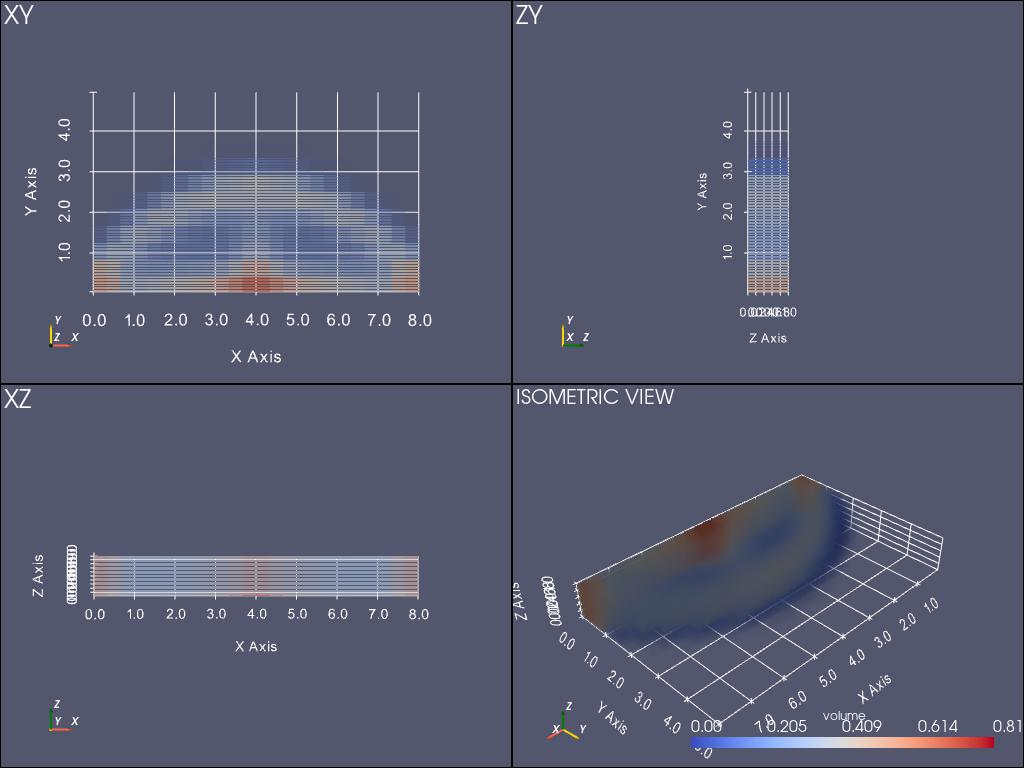 XY
4.0
3.0
2.0
1.0
Y Axis
0.0 1.0 2.0 3.0 4.0 5.0 6.0 7.0 8.0
X Axis
Y
Z X
ZY
4.0
3.0
2.0
1.0
Y Axis
Z Axis
Y
X Z
XZ
Z Axis
0.0 1.0 2.0 3.0 4.0 5.0 6.0 7.0 8.0
X Axis
Z
Y X
ISOMETRIC VIEW
Z Axis
0.0 1.0 2.0 3.0 4.0
Y Axis
1.0 2.0 3.0 4.0 5.0 6.0
X Axis
Z
X Y
volume
0.00 0.205 0.409 0.614 0.81